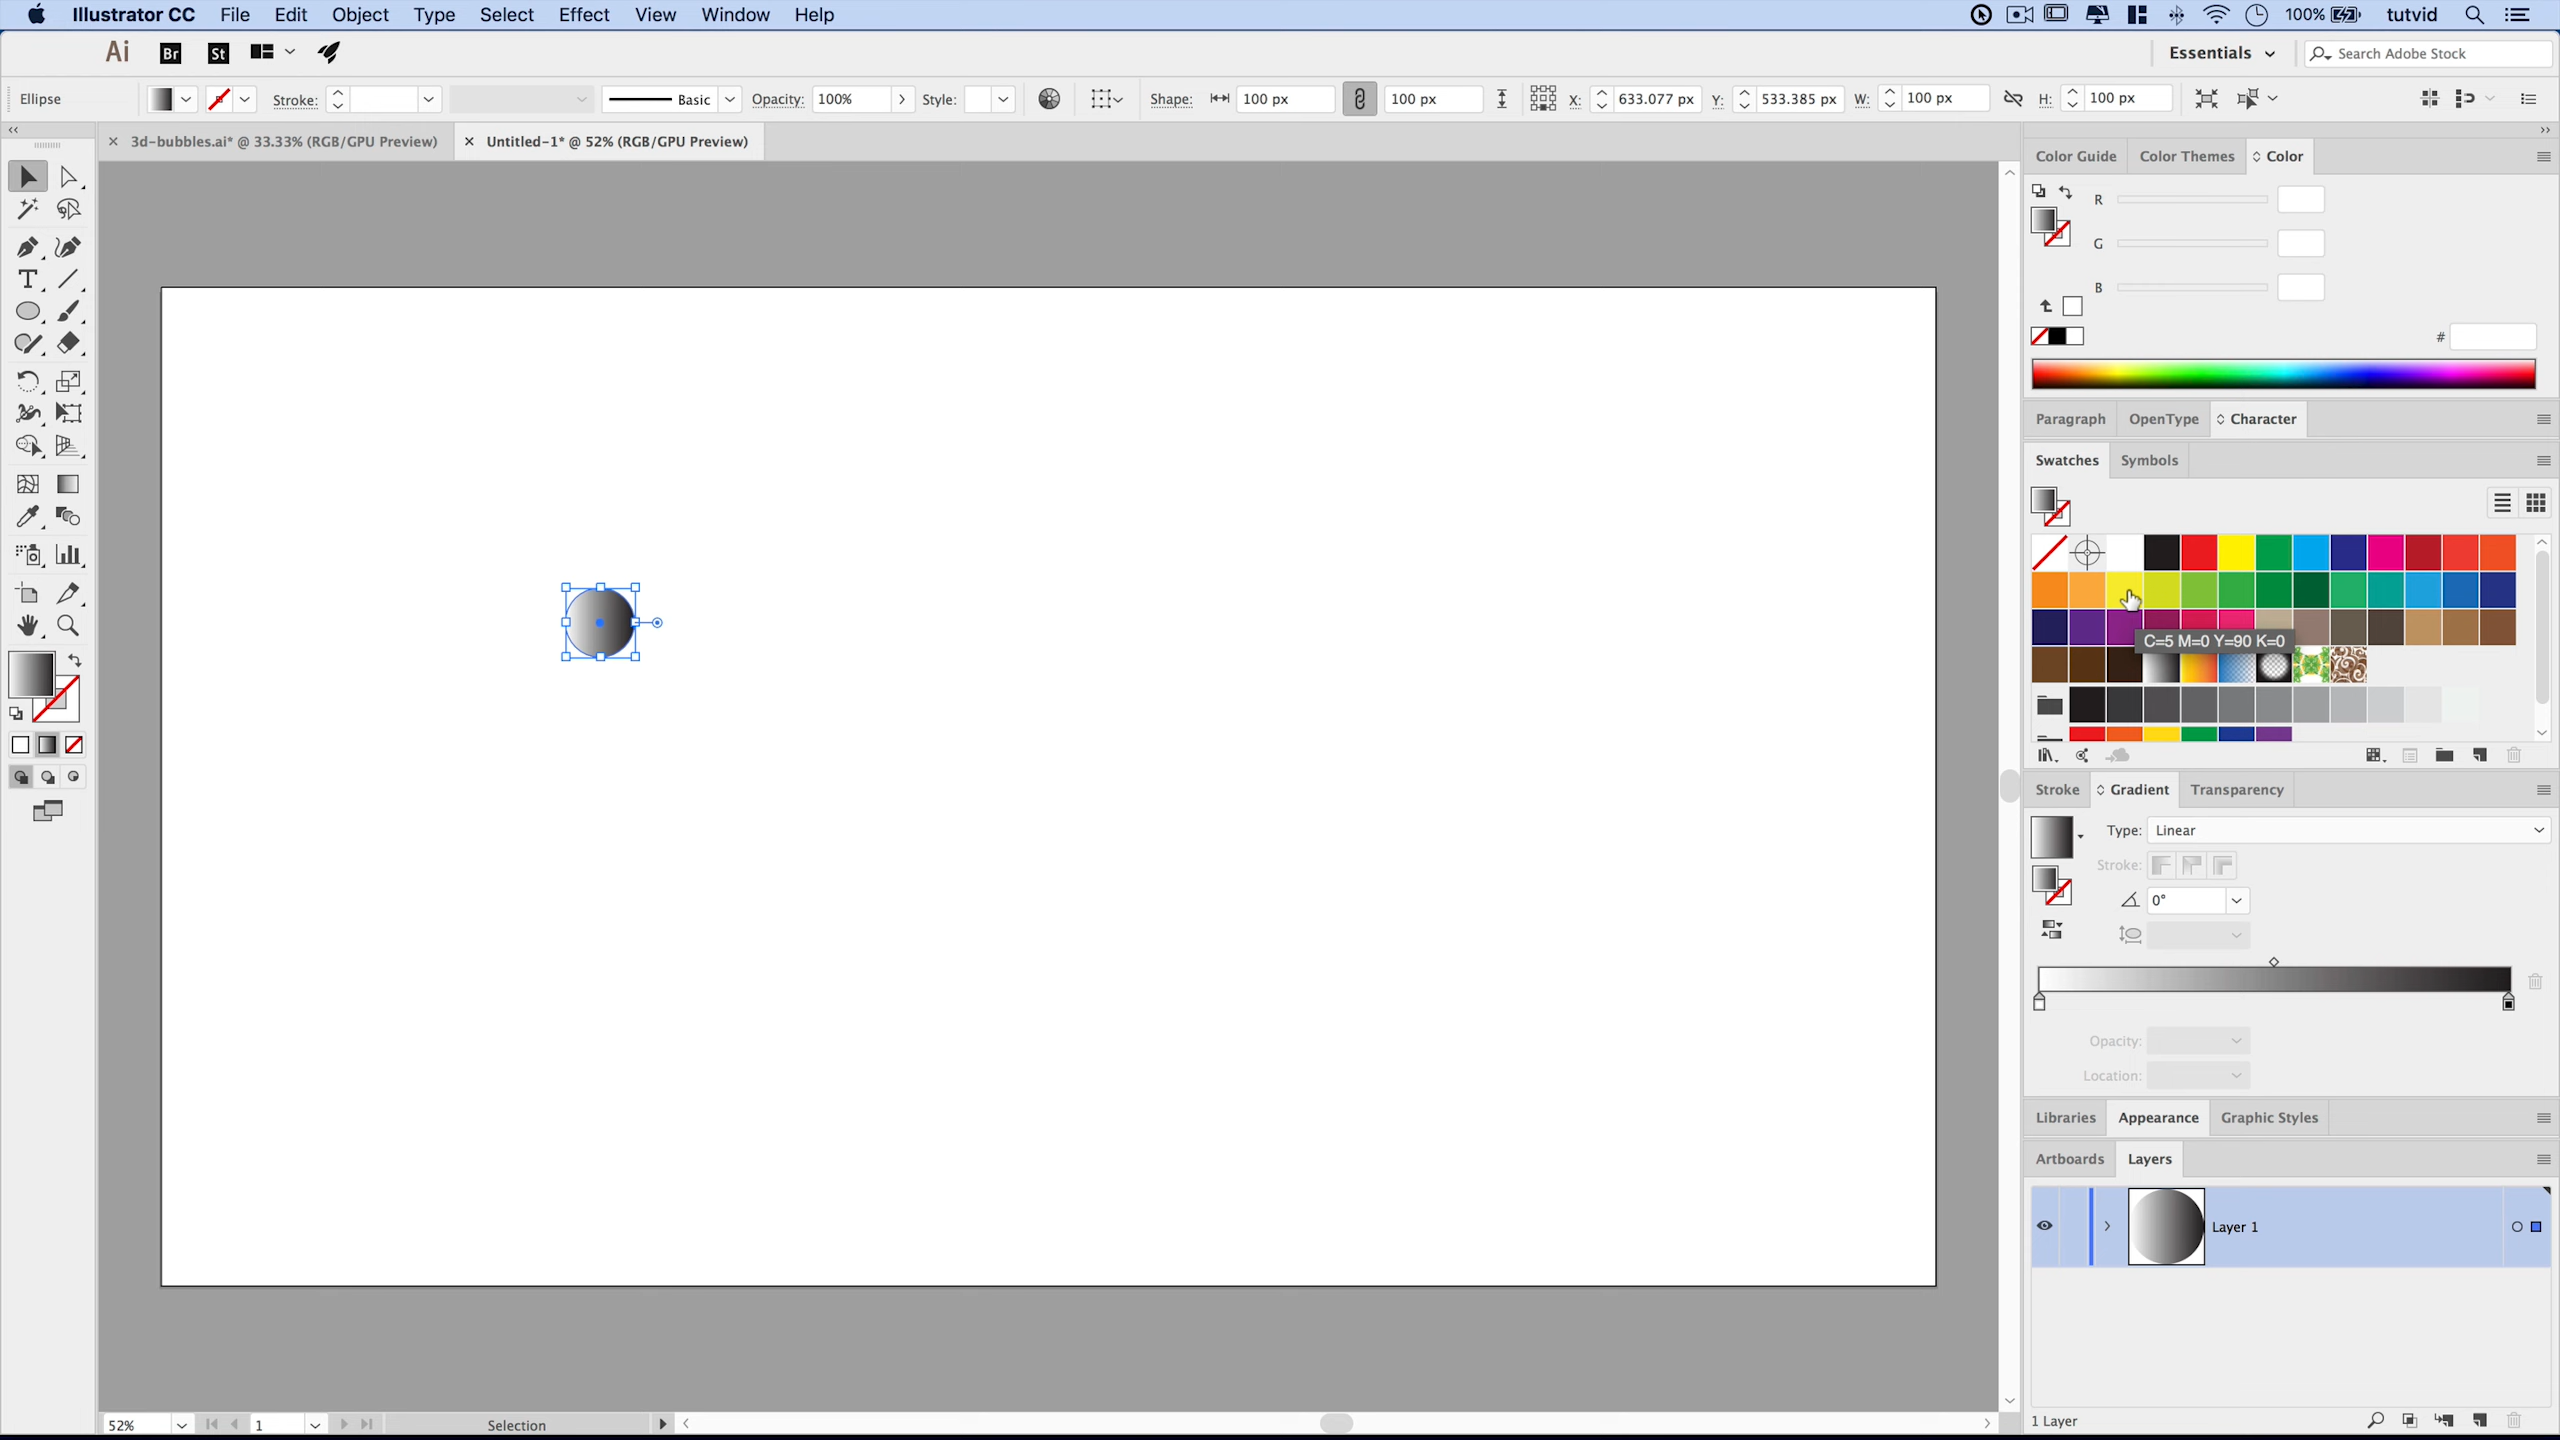 Illustrator CC File Edit Object Type Select Effect View Window Help 100% tutvid
Ai Br St Essentials Search Adobe Stock
Ellipse Stroke: Basic Opacity: 100% Style: Shape: 100 px 100 px X: 633.077 px Y: 533.385 px W: 100 px H: 100 px
3d-bubbles.ai* @ 33.33% (RGB/GPU Preview) Untitled-1* @ 52% (RGB/GPU Preview)
Color Guide Color Themes Color
R
G
B
#
Paragraph OpenType Character
Swatches Symbols
C=5 M=0 Y=90 K=0
Stroke Gradient Transparency
Type: Linear
Stroke:
0°
Opacity:
Location:
Libraries Appearance Graphic Styles
Artboards Layers
Layer 1
1 Layer
52% 1 Selection